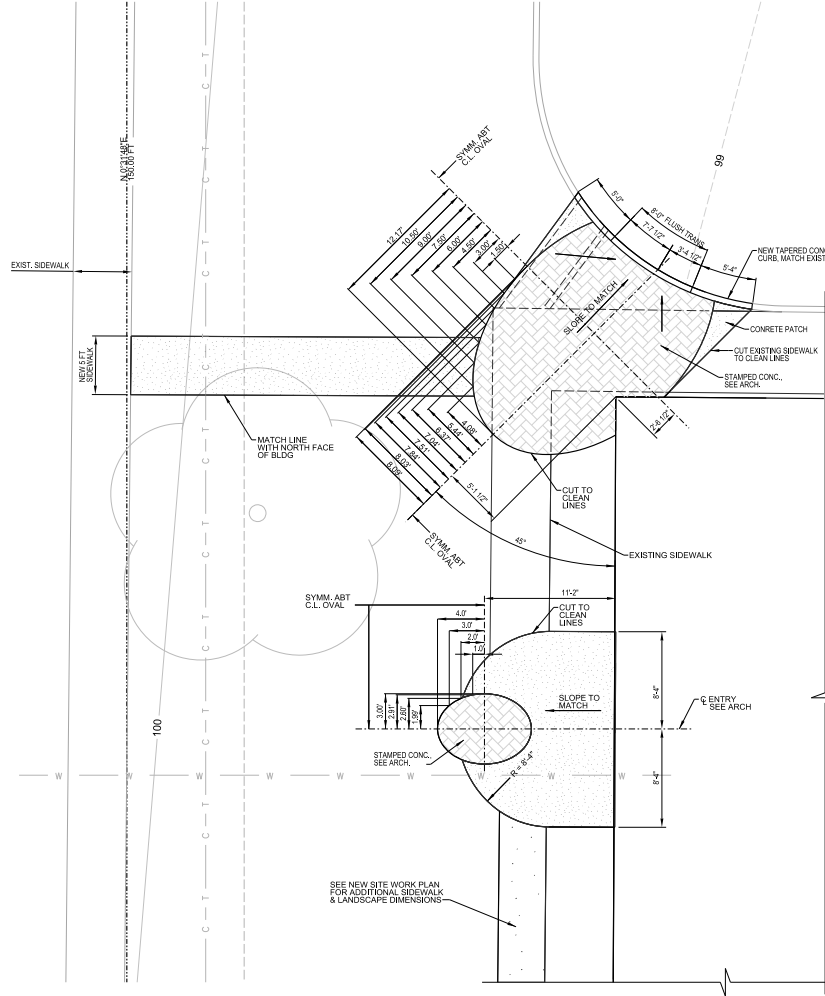 N 0°31'48"E
150.00 FT
EXIST. SIDEWALK
NEW 5 FT
SIDEWALK
MATCH LINE
WITH NORTH FACE
OF BLDG
SYMM. ABT
C.L. OVAL
12.17'
10.50'
9.00'
7.50'
6.00'
4.50'
3.00'
1.50'
5'-0"
8'-0" FLUSH TRANS
7'-7 1/2"
3'-4 1/2"
5'-4"
99
NEW TAPERED CON
CURB, MATCH EXIST
CONRETE PATCH
CUT EXISTING SIDEWALK
TO CLEAN LINES
STAMPED CONC.,
SEE ARCH.
SLOPE TO MATCH
2'-6 1/2"
4.08'
5.44'
6.37'
7.04'
7.51'
7.84'
8.03'
8.09'
5'-1 1/2"
SYMM. ABT
C.L. OVAL
45°
CUT TO
CLEAN
LINES
EXISTING SIDEWALK
11'-2"
SYMM. ABT
C.L. OVAL
4.0'
3.0'
2.0'
1.0'
CUT TO
CLEAN
LINES
3.00'
2.91'
2.60'
1.99'
SLOPE TO
MATCH
8'-4"
8'-4"
℄ ENTRY
SEE ARCH
STAMPED CONC.,
SEE ARCH.
R = 8'-4"
100
W W W W W W W W W
C T C T C T C T C T C T C T
SEE NEW SITE WORK PLAN
FOR ADDITIONAL SIDEWALK
& LANDSCAPE DIMENSIONS